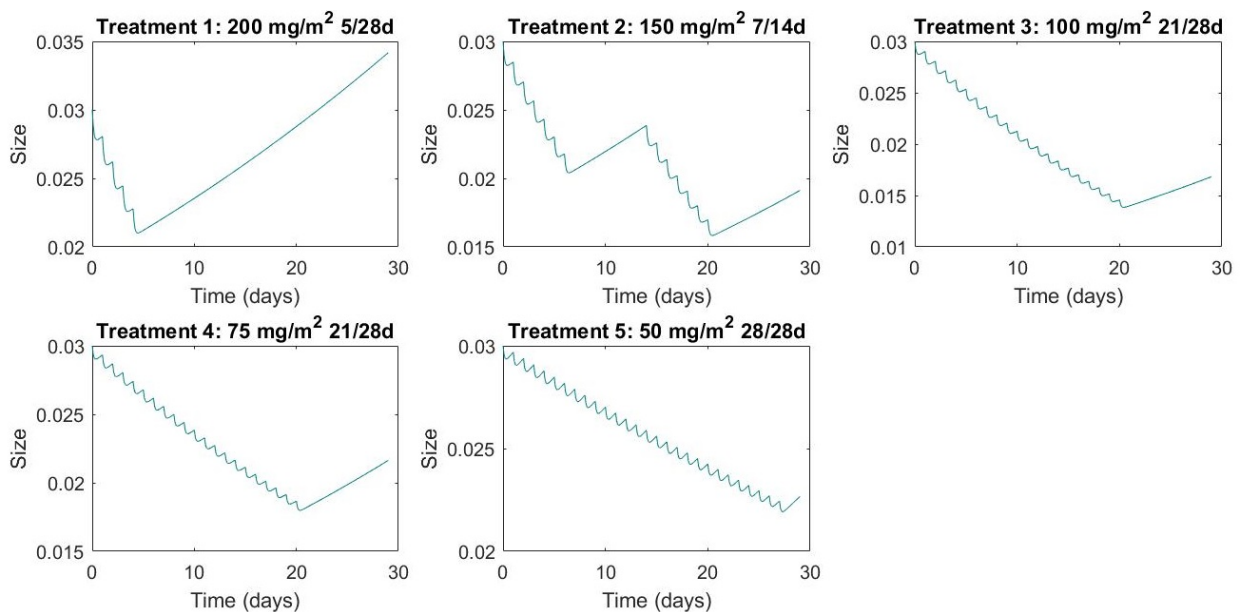 Treatment 1: 200 mg/m² 5/28d
0.035
0.03
0.025
0.02
Size
0 10 20 30
Time (days)
Treatment 2: 150 mg/m² 7/14d
0.03
0.025
0.02
0.015
Size
0 10 20 30
Time (days)
Treatment 3: 100 mg/m² 21/28d
0.03
0.025
0.02
0.015
0.01
Size
0 10 20 30
Time (days)
Treatment 4: 75 mg/m² 21/28d
0.03
0.025
0.02
0.015
Size
0 10 20 30
Time (days)
Treatment 5: 50 mg/m² 28/28d
0.03
0.025
0.02
Size
0 10 20 30
Time (days)